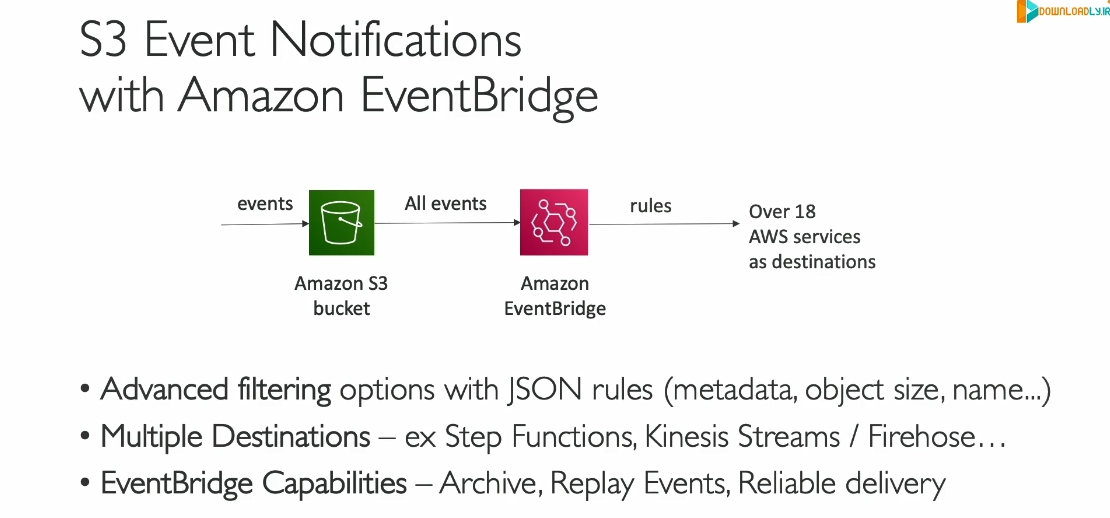 DOWNLOADLY.IR
S3 Event Notifications
with Amazon EventBridge
events
All events
rules
Over 18
AWS services
as destinations
Amazon S3
bucket
Amazon
EventBridge
• Advanced filtering options with JSON rules (metadata, object size, name...)
• Multiple Destinations – ex Step Functions, Kinesis Streams / Firehose…
• EventBridge Capabilities – Archive, Replay Events, Reliable delivery